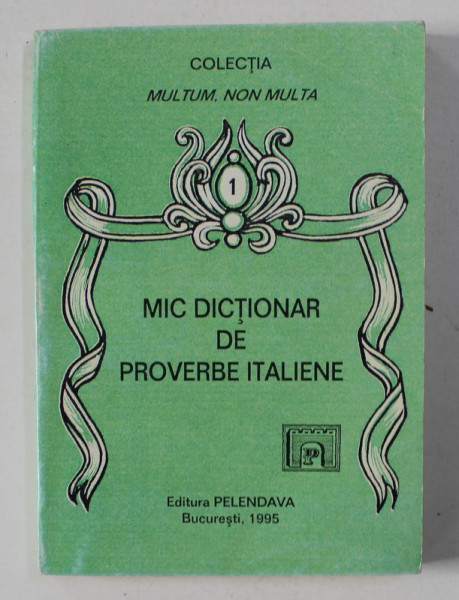 COLECȚIA
MULTUM, NON MULTA
1
MIC DICȚIONAR
DE
PROVERBE ITALIENE
P
Editura PELENDAVA
București, 1995